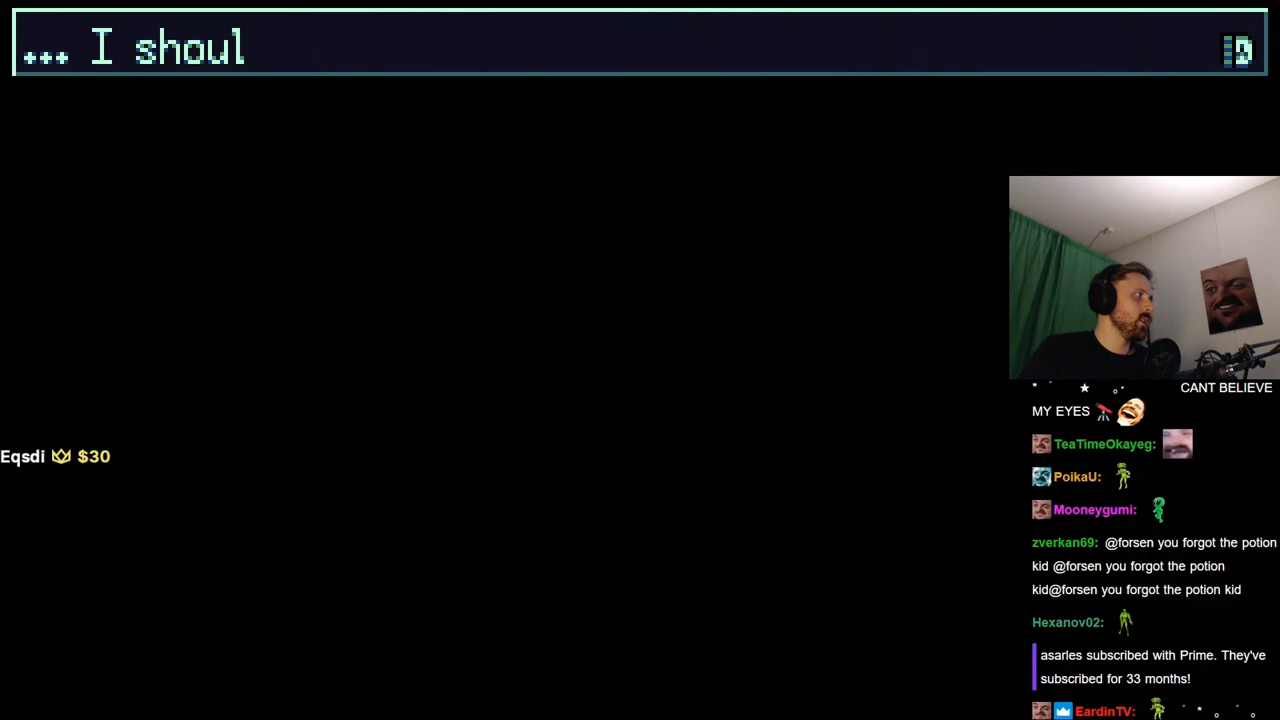 ... I shoul
CANT BELIEVE
MY EYES
TeaTimeOkayeg:
Eqsdi $30
PoikaU:
Mooneygumi:
zverkan69: @forsen you forgot the potion
kid @forsen you forgot the potion
kid@forsen you forgot the potion kid
Hexanov02:
asarles subscribed with Prime. They've
subscribed for 33 months!
EardinTV: